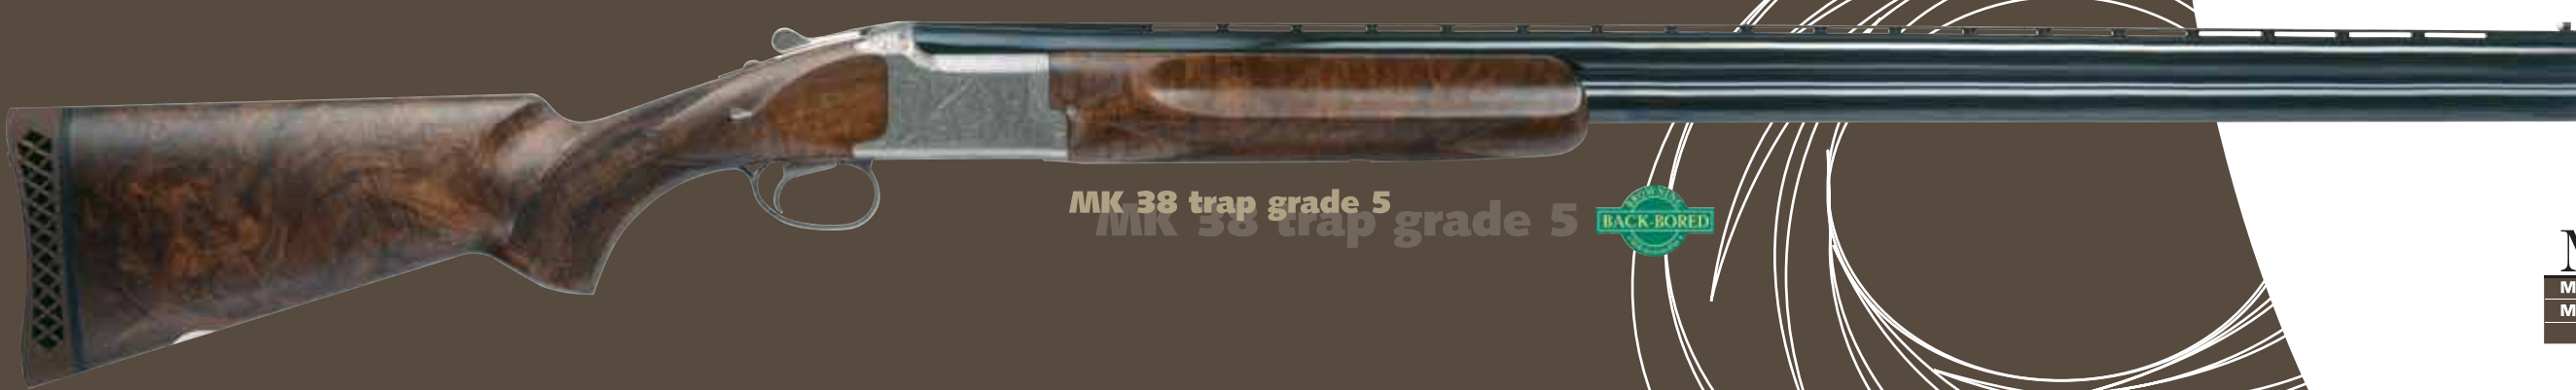 MK 38 trap grade 5
MK 38 trap grade 5
BROWNING
BACK-BORED
M
M
M